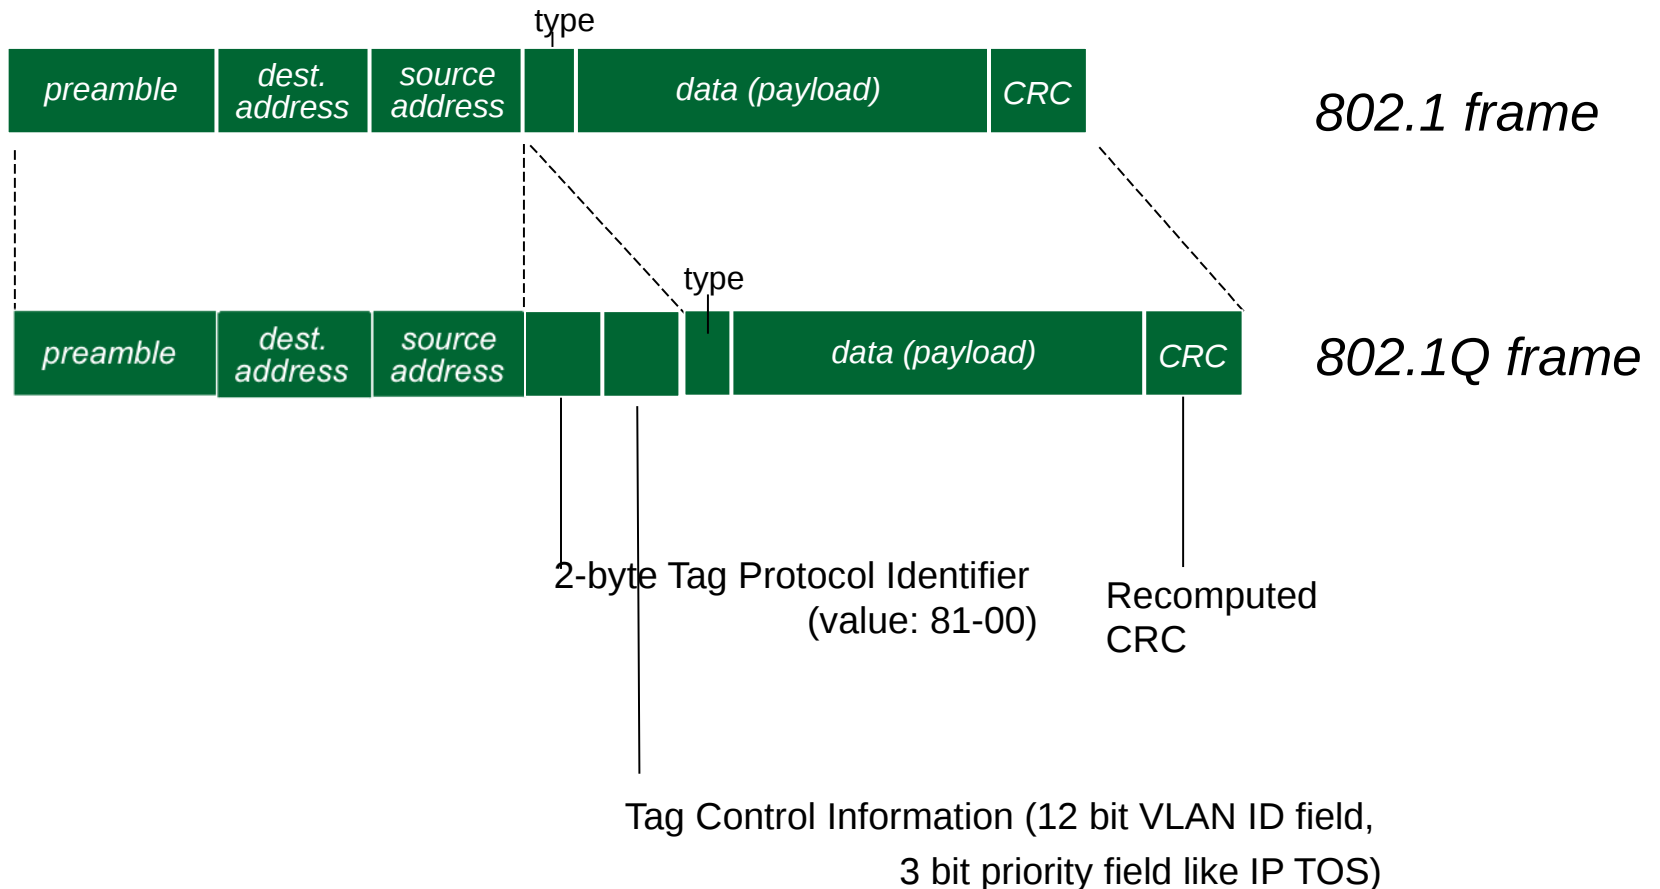 type
preamble
dest.
address
source
address
data (payload)
CRC
802.1 frame
type
preamble
dest.
address
source
address
data (payload)
CRC
802.1Q frame
2-byte Tag Protocol Identifier
(value: 81-00)
Recomputed
CRC
Tag Control Information (12 bit VLAN ID field,
3 bit priority field like IP TOS)